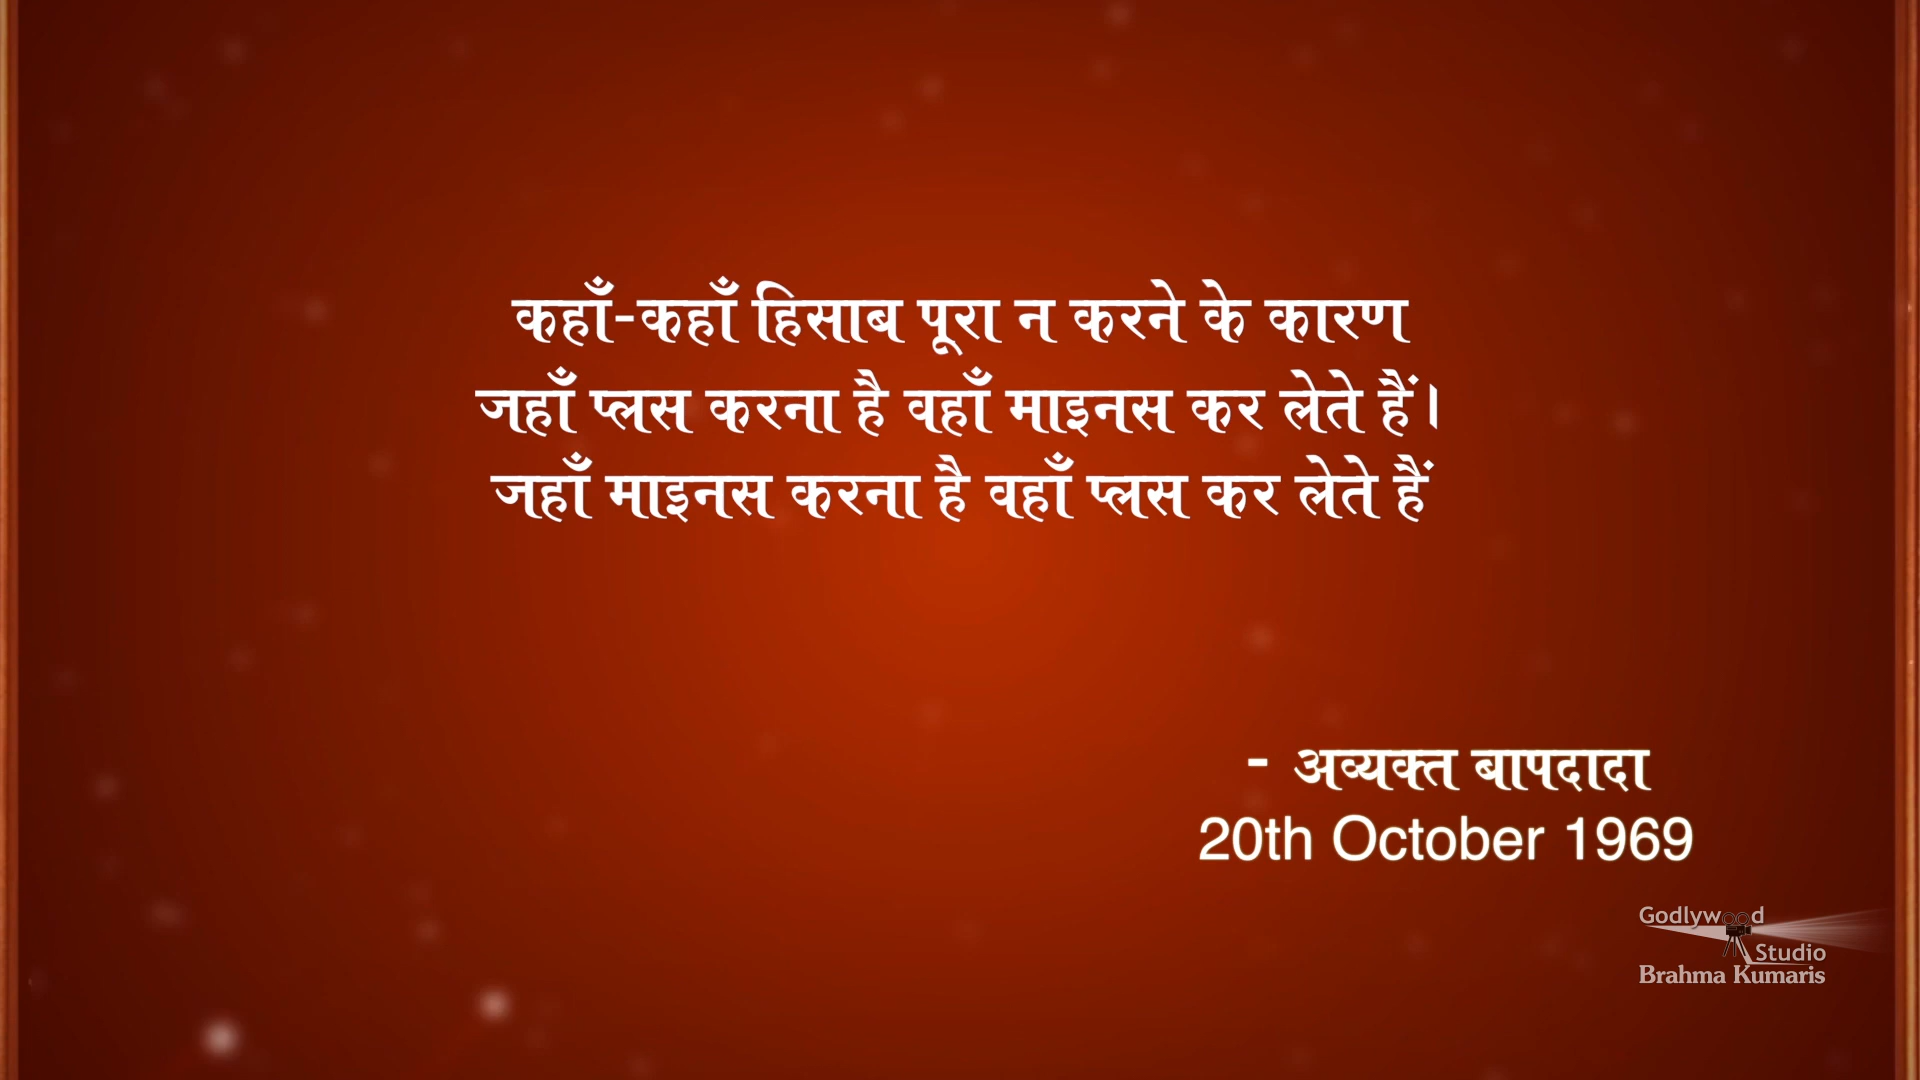 कहाँ-कहाँ हिसाब पूरा न करने के कारण
जहाँ प्लस करना है वहाँ माइनस कर लेते हैं।
जहाँ माइनस करना है वहाँ प्लस कर लेते हैं
- अव्यक्त बापदादा
20th October 1969
Godlywood
Studio
Brahma Kumaris